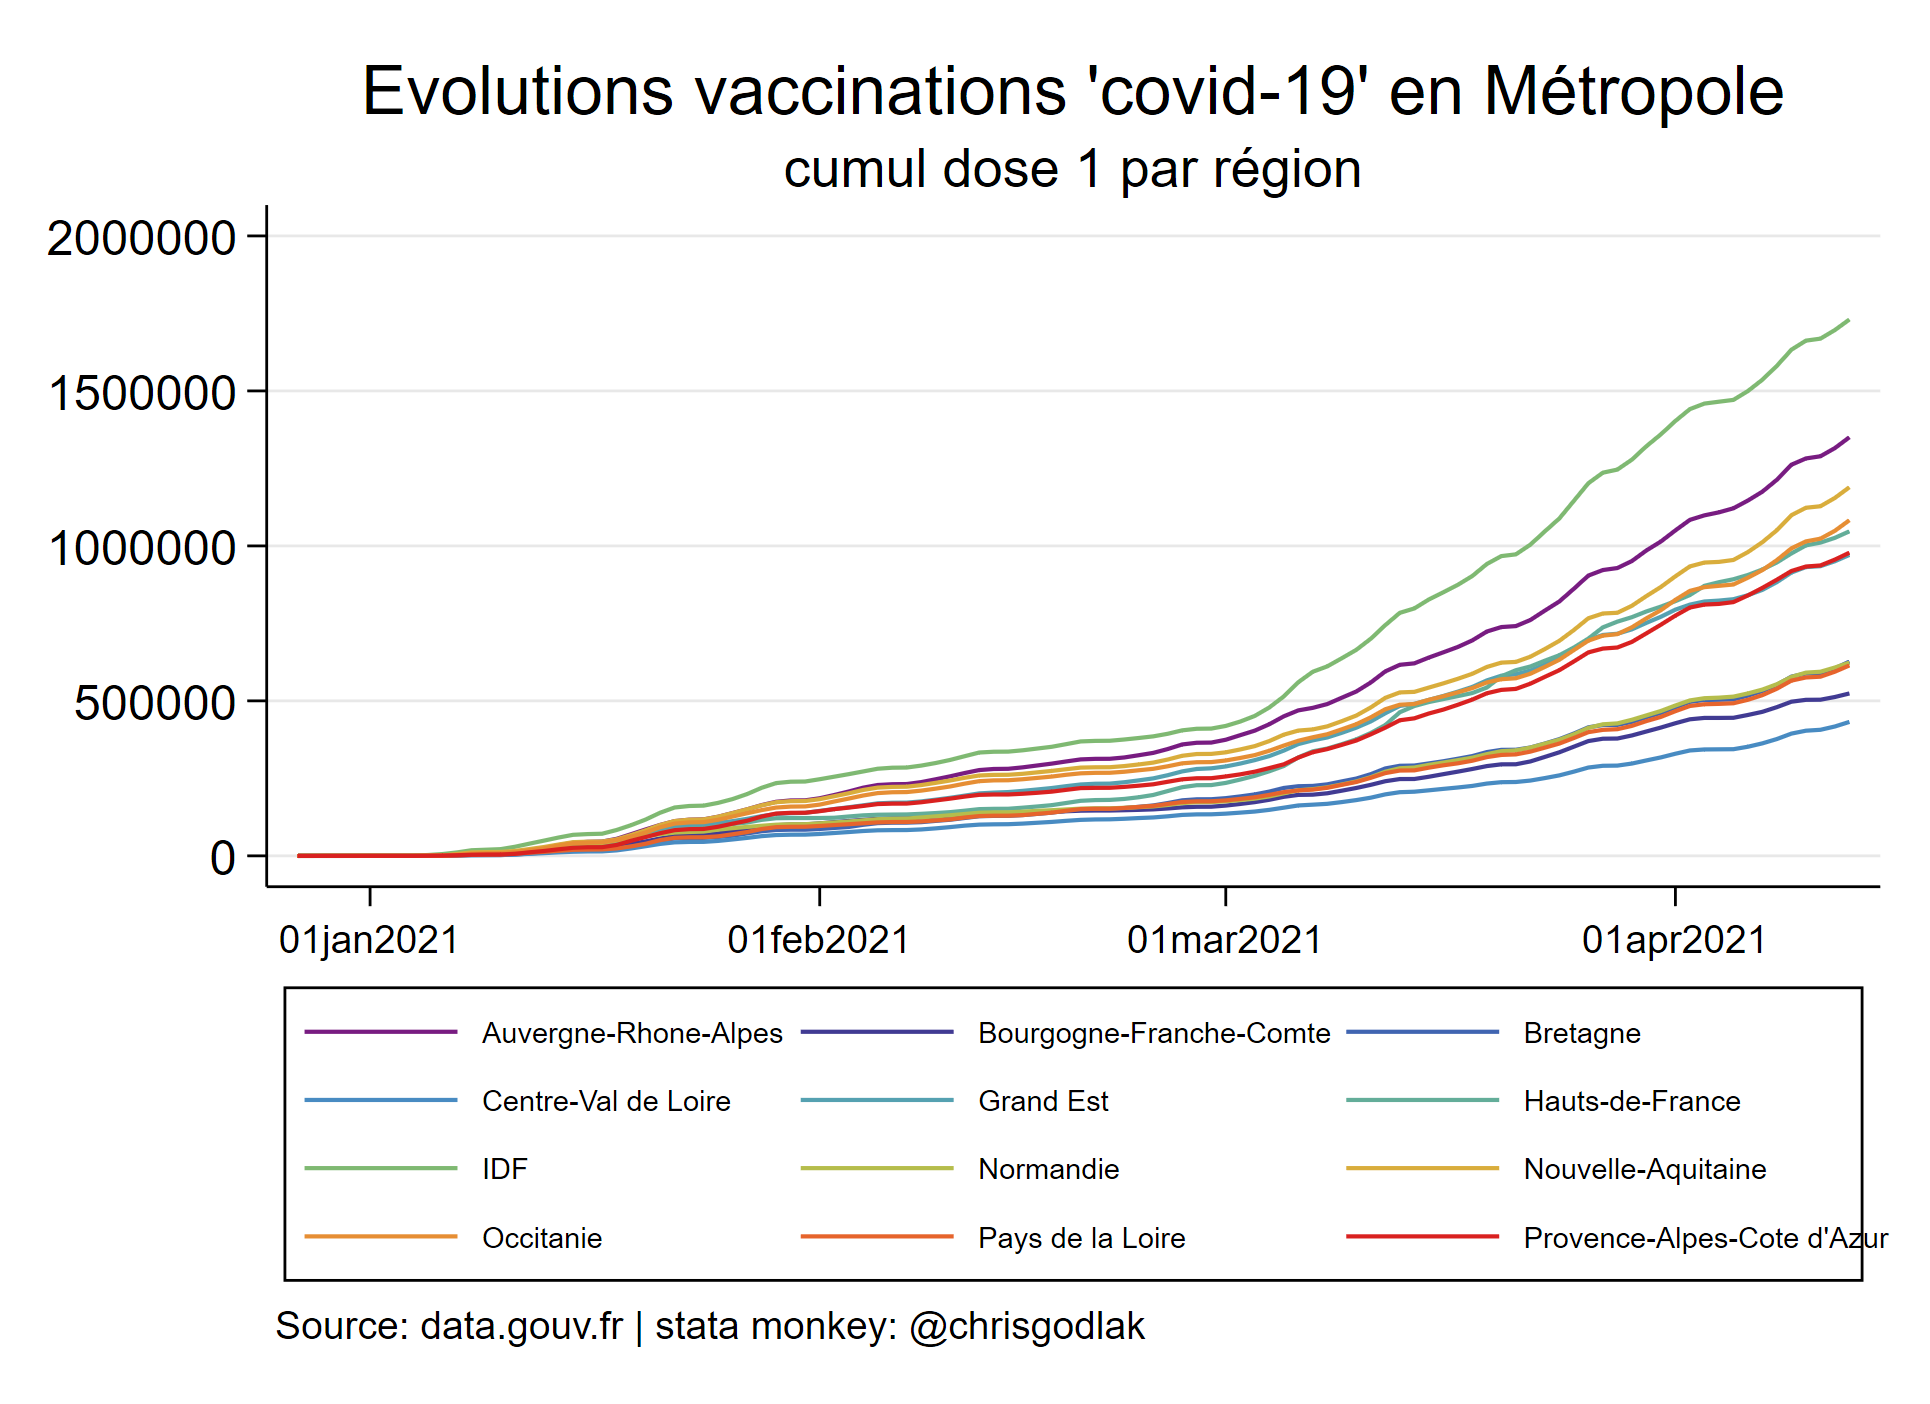 Evolutions vaccinations 'covid-19' en Métropole
cumul dose 1 par région
2000000
1500000
1000000
500000
0
01jan2021 01feb2021 01mar2021 01apr2021
Auvergne-Rhone-Alpes Bourgogne-Franche-Comte Bretagne
Centre-Val de Loire Grand Est Hauts-de-France
IDF Normandie Nouvelle-Aquitaine
Occitanie Pays de la Loire Provence-Alpes-Cote d'Azur
Source: data.gouv.fr | stata monkey: @chrisgodlak